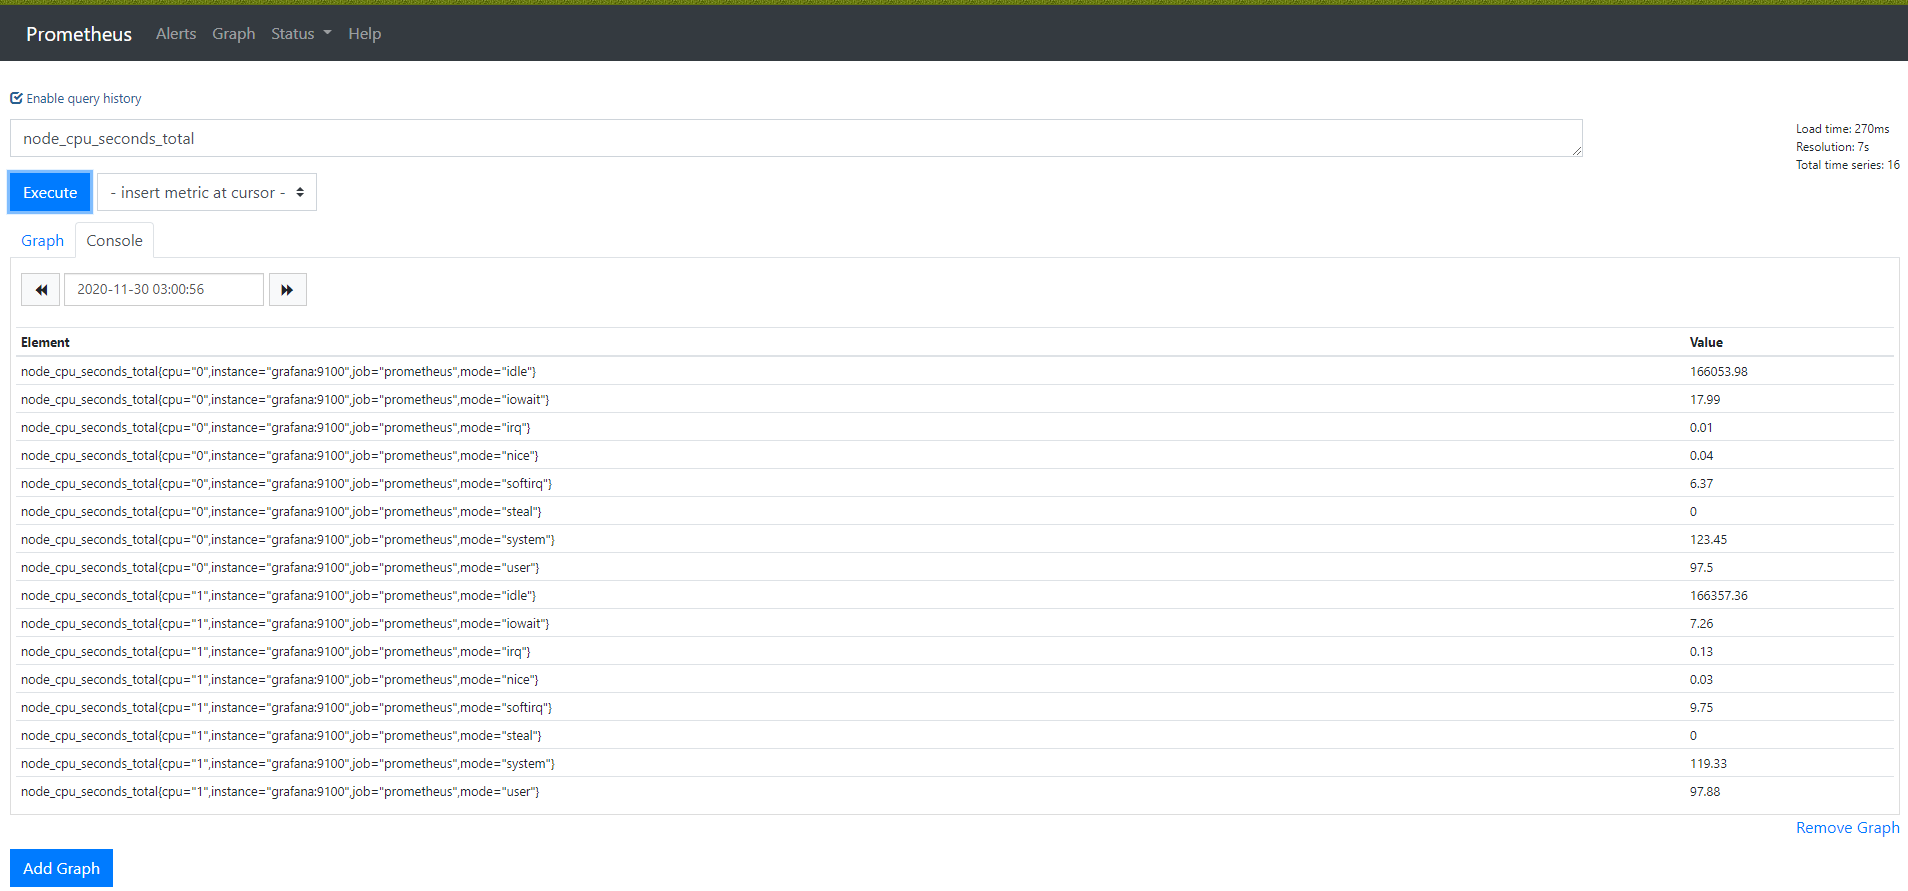 Prometheus Alerts Graph Status Help
Enable query history
node_cpu_seconds_total
Load time: 270ms
Resolution: 7s
Total time series: 16
Execute - insert metric at cursor -
Graph Console
2020-11-30 03:00:56
Element Value
node_cpu_seconds_total{cpu="0",instance="grafana:9100",job="prometheus",mode="idle"} 166053.98
node_cpu_seconds_total{cpu="0",instance="grafana:9100",job="prometheus",mode="iowait"} 17.99
node_cpu_seconds_total{cpu="0",instance="grafana:9100",job="prometheus",mode="irq"} 0.01
node_cpu_seconds_total{cpu="0",instance="grafana:9100",job="prometheus",mode="nice"} 0.04
node_cpu_seconds_total{cpu="0",instance="grafana:9100",job="prometheus",mode="softirq"} 6.37
node_cpu_seconds_total{cpu="0",instance="grafana:9100",job="prometheus",mode="steal"} 0
node_cpu_seconds_total{cpu="0",instance="grafana:9100",job="prometheus",mode="system"} 123.45
node_cpu_seconds_total{cpu="0",instance="grafana:9100",job="prometheus",mode="user"} 97.5
node_cpu_seconds_total{cpu="1",instance="grafana:9100",job="prometheus",mode="idle"} 166357.36
node_cpu_seconds_total{cpu="1",instance="grafana:9100",job="prometheus",mode="iowait"} 7.26
node_cpu_seconds_total{cpu="1",instance="grafana:9100",job="prometheus",mode="irq"} 0.13
node_cpu_seconds_total{cpu="1",instance="grafana:9100",job="prometheus",mode="nice"} 0.03
node_cpu_seconds_total{cpu="1",instance="grafana:9100",job="prometheus",mode="softirq"} 9.75
node_cpu_seconds_total{cpu="1",instance="grafana:9100",job="prometheus",mode="steal"} 0
node_cpu_seconds_total{cpu="1",instance="grafana:9100",job="prometheus",mode="system"} 119.33
node_cpu_seconds_total{cpu="1",instance="grafana:9100",job="prometheus",mode="user"} 97.88
Remove Graph
Add Graph